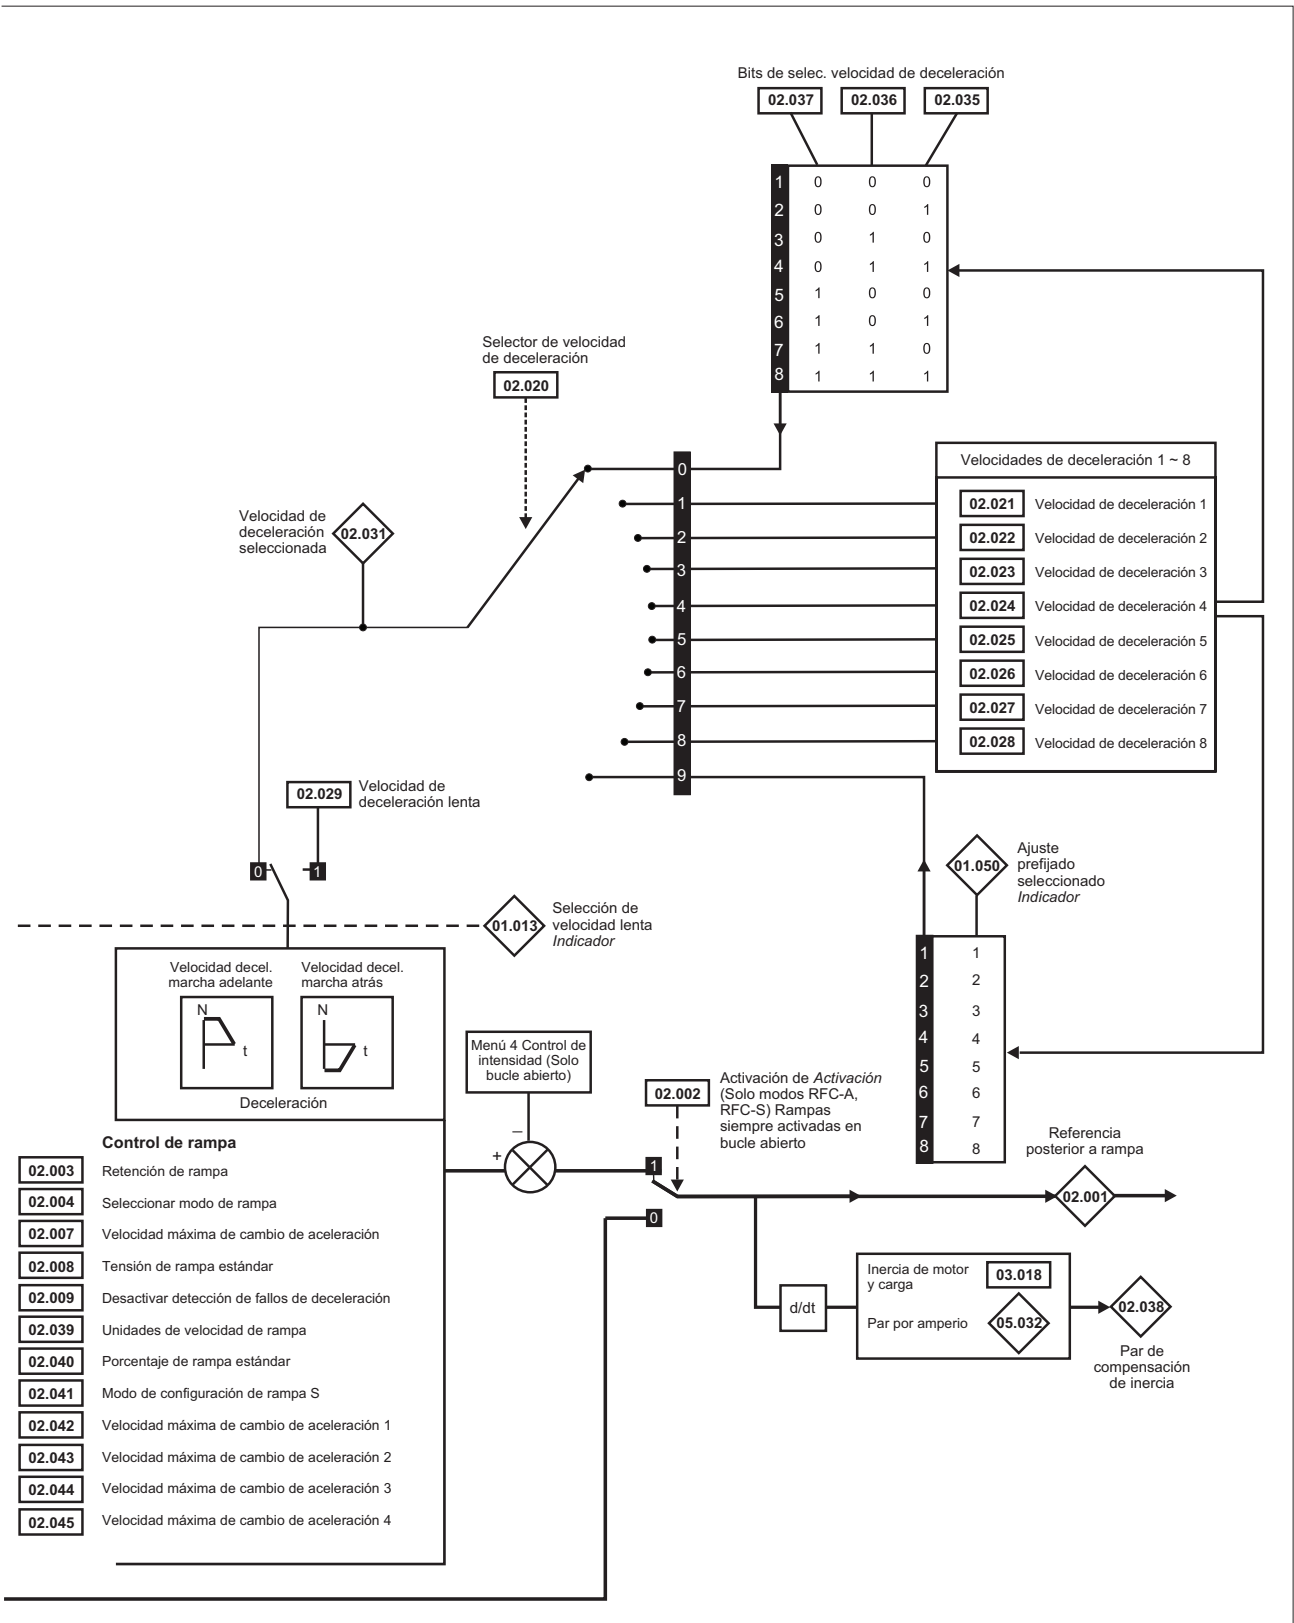 Bits de selec. velocidad de deceleración
02.037 02.036 02.035
1 0 0 0
2 0 0 1
3 0 1 0
4 0 1 1
5 1 0 0
6 1 0 1
7 1 1 0
8 1 1 1
Selector de velocidad
de deceleración
02.020
Velocidad de
deceleración
seleccionada
02.031
0
1
2
3
4
5
6
7
8
9
Velocidades de deceleración 1 ~ 8
02.021 Velocidad de deceleración 1
02.022 Velocidad de deceleración 2
02.023 Velocidad de deceleración 3
02.024 Velocidad de deceleración 4
02.025 Velocidad de deceleración 5
02.026 Velocidad de deceleración 6
02.027 Velocidad de deceleración 7
02.028 Velocidad de deceleración 8
02.029
Velocidad de
deceleración lenta
0 1
01.013
Selección de
velocidad lenta
Indicador
01.050
Ajuste
prefijado
seleccionado
Indicador
1 1
2 2
3 3
4 4
5 5
6 6
7 7
8 8
Velocidad decel.
marcha adelante
N
t
Velocidad decel.
marcha atrás
N
t
Deceleración
Menú 4 Control de
intensidad (Solo
bucle abierto)
–
+
02.002
Activación de Activación
(Solo modos RFC-A,
RFC-S) Rampas
siempre activadas en
bucle abierto
1
0
Referencia
posterior a rampa
02.001
d/dt
Inercia de motor
y carga
03.018
Par por amperio
05.032
02.038
Par de
compensación
de inercia
Control de rampa
02.003 Retención de rampa
02.004 Seleccionar modo de rampa
02.007 Velocidad máxima de cambio de aceleración
02.008 Tensión de rampa estándar
02.009 Desactivar detección de fallos de deceleración
02.039 Unidades de velocidad de rampa
02.040 Porcentaje de rampa estándar
02.041 Modo de configuración de rampa S
02.042 Velocidad máxima de cambio de aceleración 1
02.043 Velocidad máxima de cambio de aceleración 2
02.044 Velocidad máxima de cambio de aceleración 3
02.045 Velocidad máxima de cambio de aceleración 4